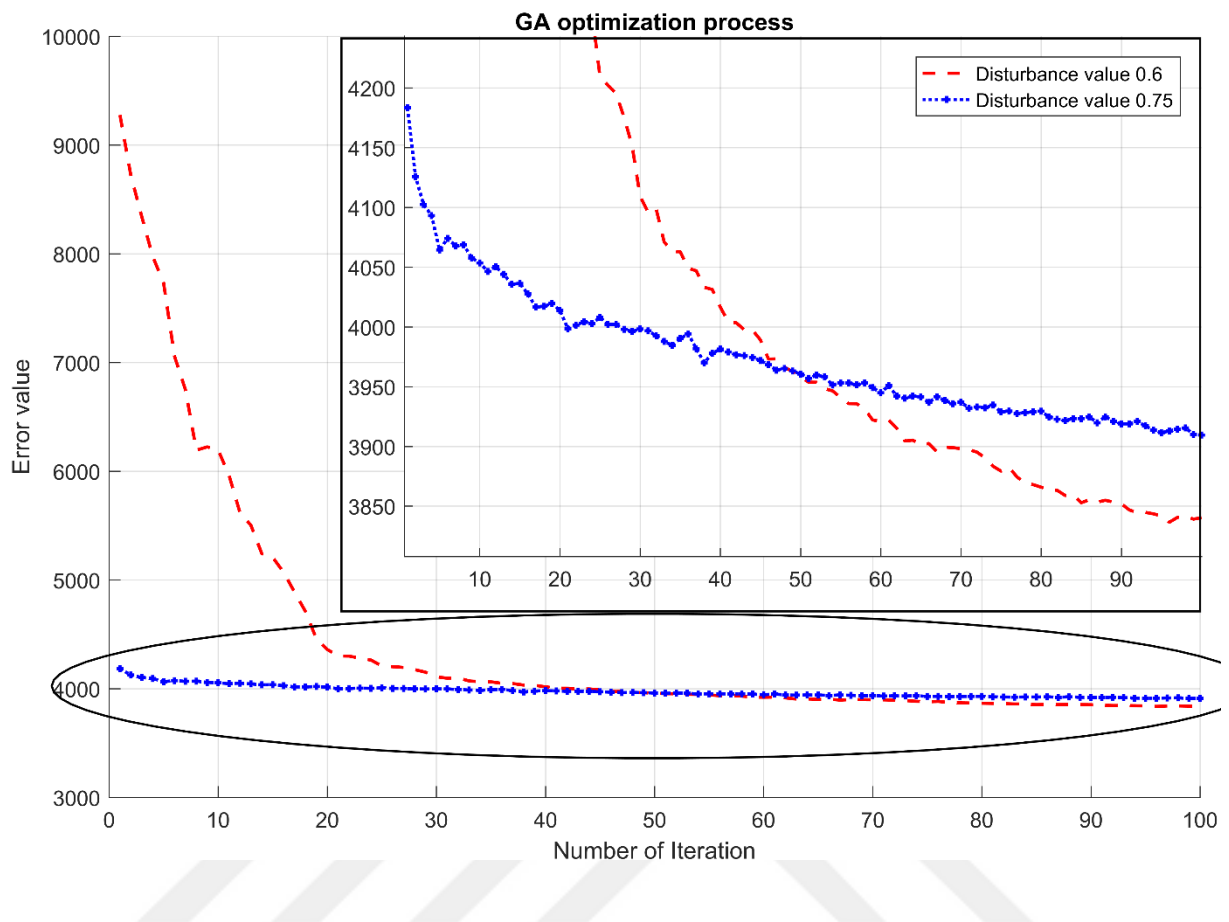 GA optimization process
10000
9000
8000
7000
6000
5000
4000
3000
Error value
4200
4150
4100
4050
4000
3950
3900
3850
10 20 30 40 50 60 70 80 90
Disturbance value 0.6
Disturbance value 0.75
0 10 20 30 40 50 60 70 80 90 100
Number of Iteration